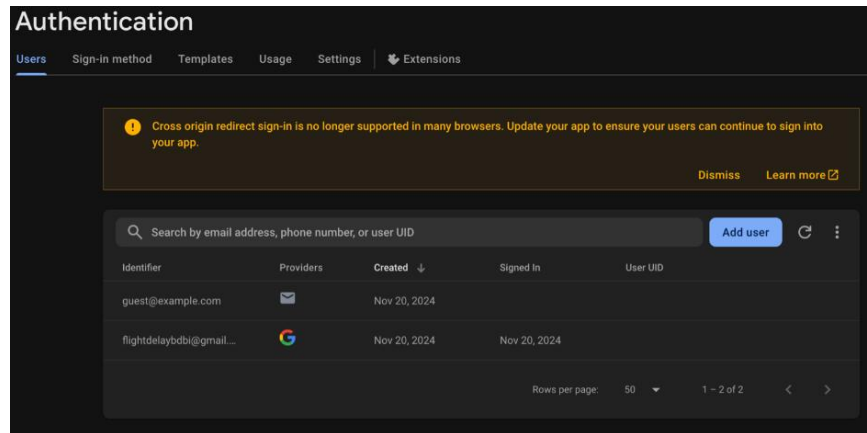 Authentication
Users Sign-in method Templates Usage Settings Extensions
Cross origin redirect sign-in is no longer supported in many browsers. Update your app to ensure your users can continue to sign into
your app.
Dismiss Learn more
Search by email address, phone number, or user UID Add user
Identifier Providers Created Signed In User UID
guest@example.com Nov 20, 2024
flightdelaybdbi@gmail.... Nov 20, 2024 Nov 20, 2024
Rows per page: 50 1 – 2 of 2